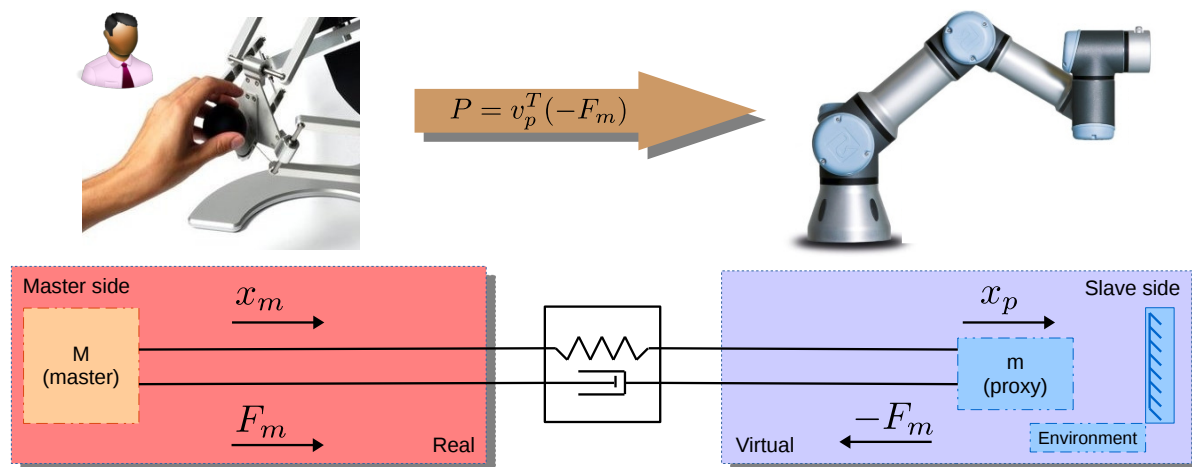 P = v_p^T(−F_m)
Master side
x_m
M
(master)
F_m
Real
x_p
Slave side
m
(proxy)
−F_m
Virtual
Environment